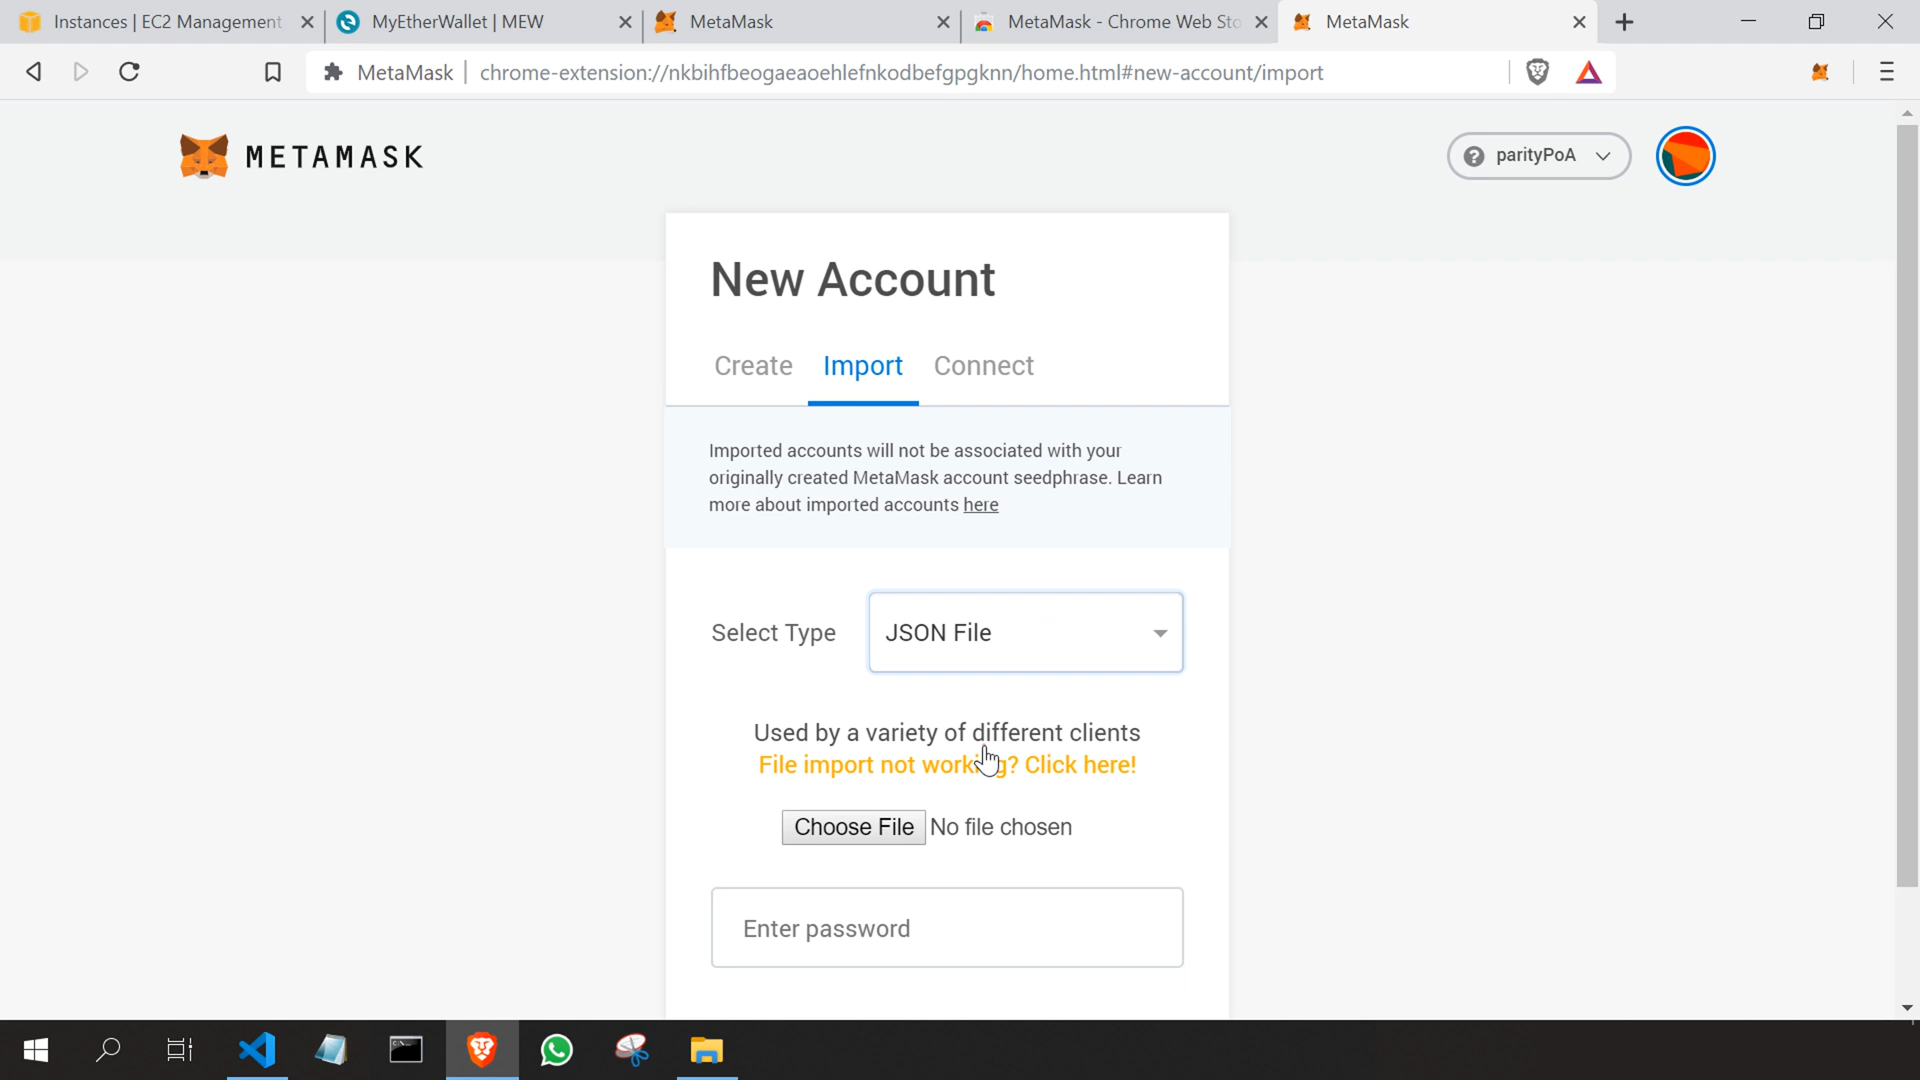 Instances | EC2 Management
MyEtherWallet | MEW
MetaMask
MetaMask - Chrome Web Sto
MetaMask
MetaMask
chrome-extension://nkbihfbeogaeaoehlefnkodbefgpgknn/home.html#new-account/import
METAMASK
parityPoA
New Account
Create Import Connect
Imported accounts will not be associated with your
originally created MetaMask account seedphrase. Learn
more about imported accounts here
Select Type
JSON File
Used by a variety of different clients
File import not working? Click here!
Choose File No file chosen
Enter password